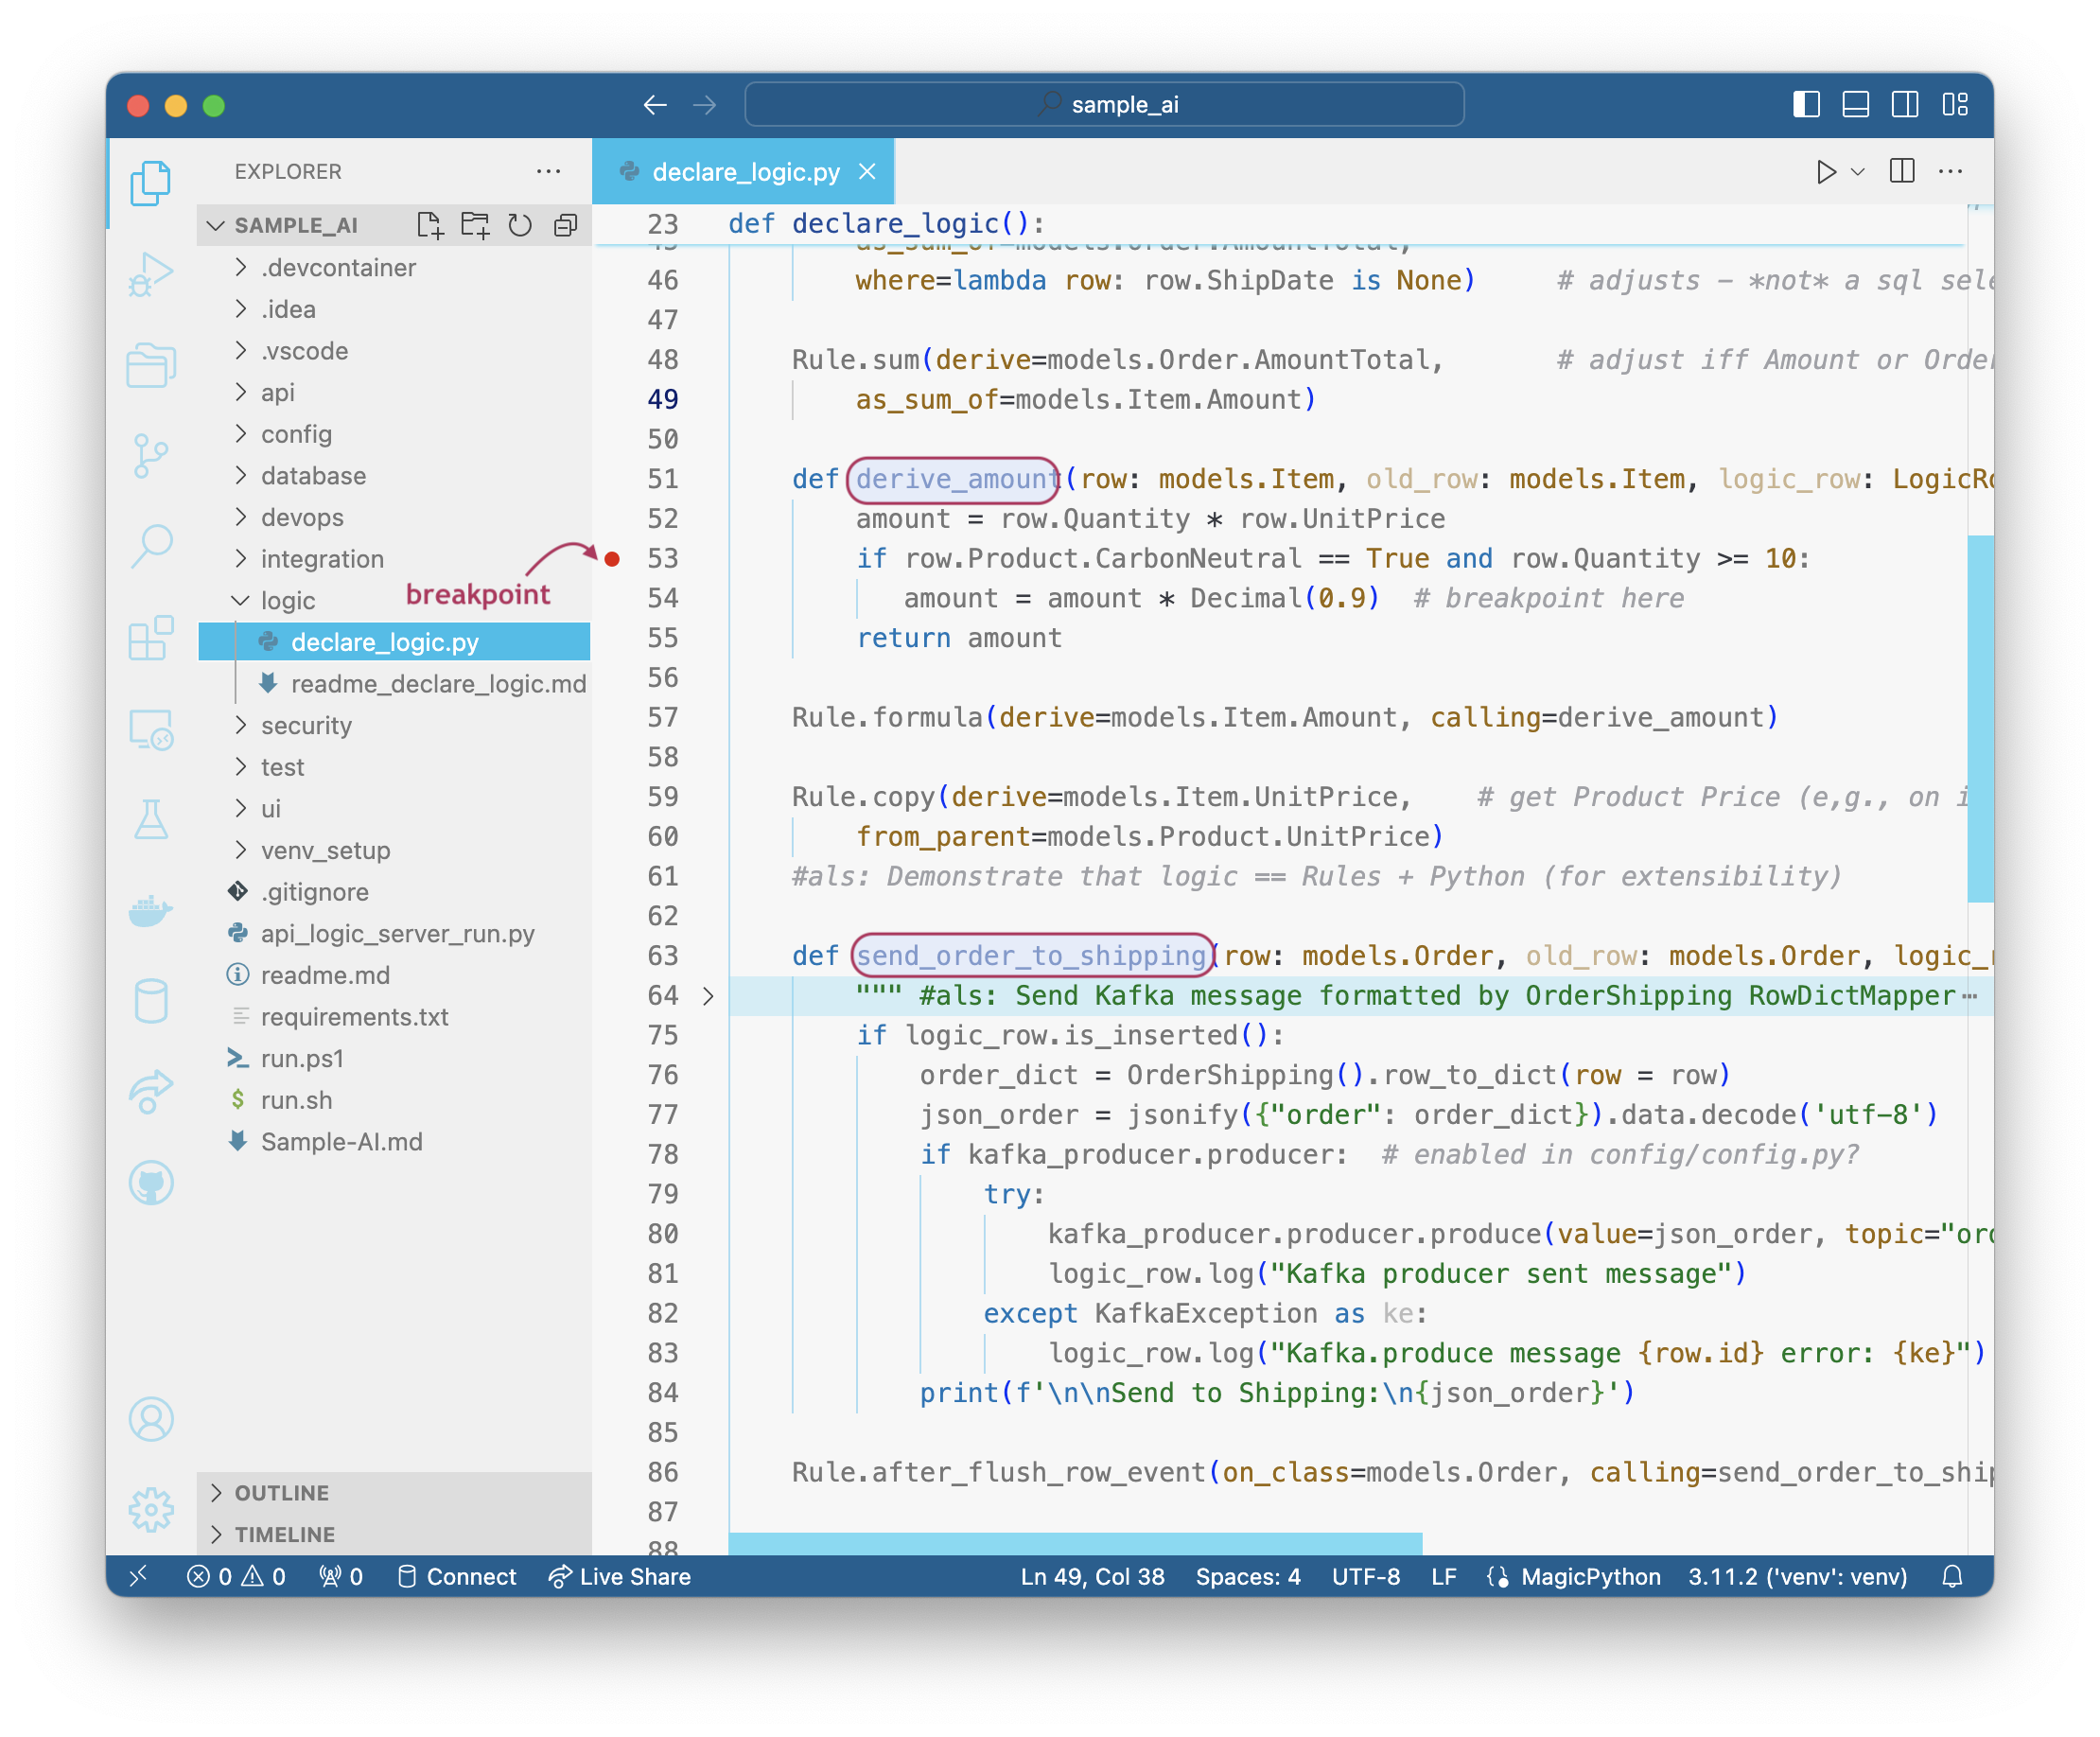 sample_ai
EXPLORER
declare_logic.py
SAMPLE_AI
.devcontainer
.idea
.vscode
api
config
database
devops
integration
logic
breakpoint
declare_logic.py
readme_declare_logic.md
security
test
ui
venv_setup
.gitignore
api_logic_server_run.py
readme.md
requirements.txt
run.ps1
run.sh
Sample-AI.md
OUTLINE
TIMELINE
23 def declare_logic():
as_sum_of=models.Order.AmountTotal,
46 where=lambda row: row.ShipDate is None) # adjusts - *not* a sql
47
48 Rule.sum(derive=models.Order.AmountTotal, # adjust iff Amount or
49 as_sum_of=models.Item.Amount)
50
51 def derive_amount(row: models.Item, old_row: models.Item, logic_row:
52 amount = row.Quantity * row.UnitPrice
53 if row.Product.CarbonNeutral == True and row.Quantity >= 10:
54 amount = amount * Decimal(0.9) # breakpoint here
55 return amount
56
57 Rule.formula(derive=models.Item.Amount, calling=derive_amount)
58
59 Rule.copy(derive=models.Item.UnitPrice, # get Product Price (e,g., on
60 from_parent=models.Product.UnitPrice)
61 #als: Demonstrate that logic == Rules + Python (for extensibility)
62
63 def send_order_to_shipping(row: models.Order, old_row: models.Order,
64 """ #als: Send Kafka message formatted by OrderShipping RowDictMapper
75 if logic_row.is_inserted():
76 order_dict = OrderShipping().row_to_dict(row = row)
77 json_order = jsonify({"order": order_dict}).data.decode('utf-8')
78 if kafka_producer.producer: # enabled in config/config.py?
79 try:
80 kafka_producer.producer.produce(value=json_order, topic=
81 logic_row.log("Kafka producer sent message")
82 except KafkaException as ke:
83 logic_row.log("Kafka.produce message {row.id} error: {ke}")
84 print(f'\n\nSend to Shipping:\n{json_order}')
85
86 Rule.after_flush_row_event(on_class=models.Order, calling=
87
88
0 0 0 Connect Live Share Ln 49, Col 38 Spaces: 4 UTF-8 LF MagicPython 3.11.2 ('venv': venv)